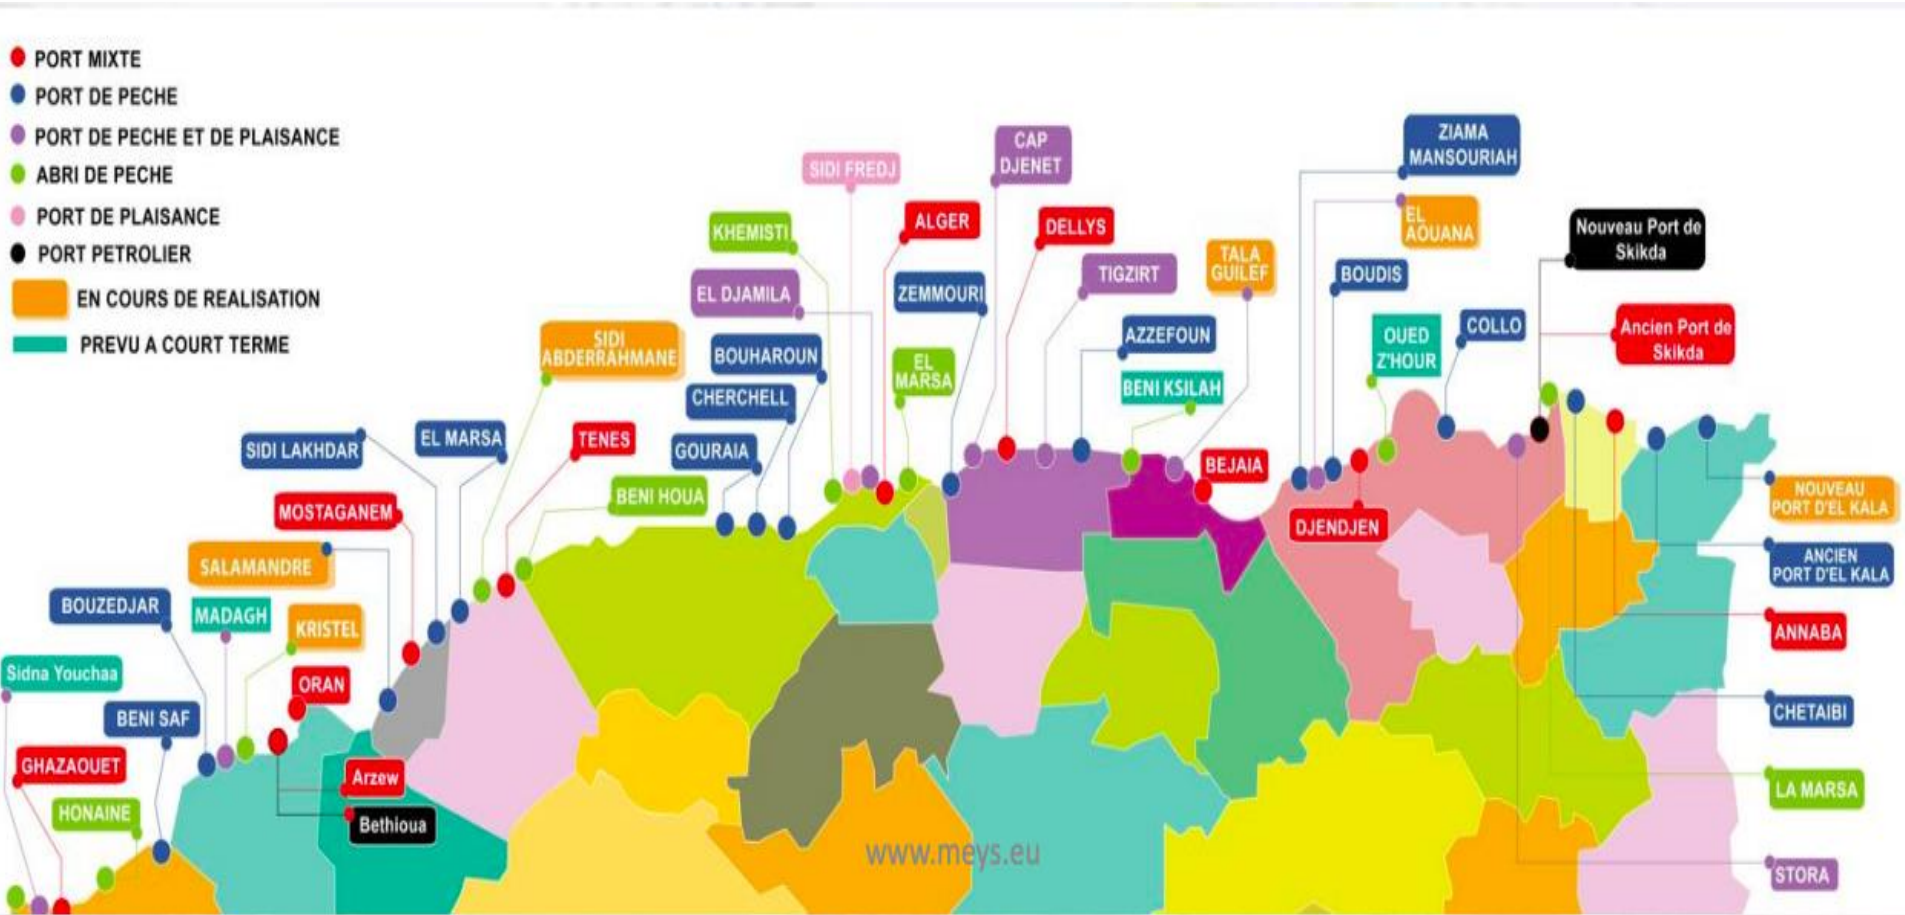 PORT MIXTE
PORT DE PECHE
PORT DE PECHE ET DE PLAISANCE
ABRI DE PECHE
PORT DE PLAISANCE
PORT PETROLIER
EN COURS DE REALISATION
PREVU A COURT TERME
Sidna Youchaa
GHAZAOUET
HONAINE
BENI SAF
BOUZEDJAR
MADAGH
KRISTEL
ORAN
Arzew
Bethioua
SALAMANDRE
MOSTAGANEM
SIDI LAKHDAR
EL MARSA
SIDI
ABDERRAHMANE
TENES
BENI HOUA
GOURAIA
CHERCHELL
BOUHAROUN
KHEMISTI
EL DJAMILA
SIDI FREDJ
ALGER
EL
MARSA
ZEMMOURI
CAP
DJENET
DELLYS
TIGZIRT
AZZEFOUN
BENI KSILAH
TALA
GUILEF
BEJAIA
ZIAMA
MANSOURIAH
EL
AOUANA
BOUDIS
DJENDJEN
OUED
Z'HOUR
COLLO
Nouveau Port de
Skikda
Ancien Port de
Skikda
NOUVEAU
PORT D'EL KALA
ANCIEN
PORT D'EL KALA
ANNABA
CHETAIBI
LA MARSA
STORA
www.meys.eu